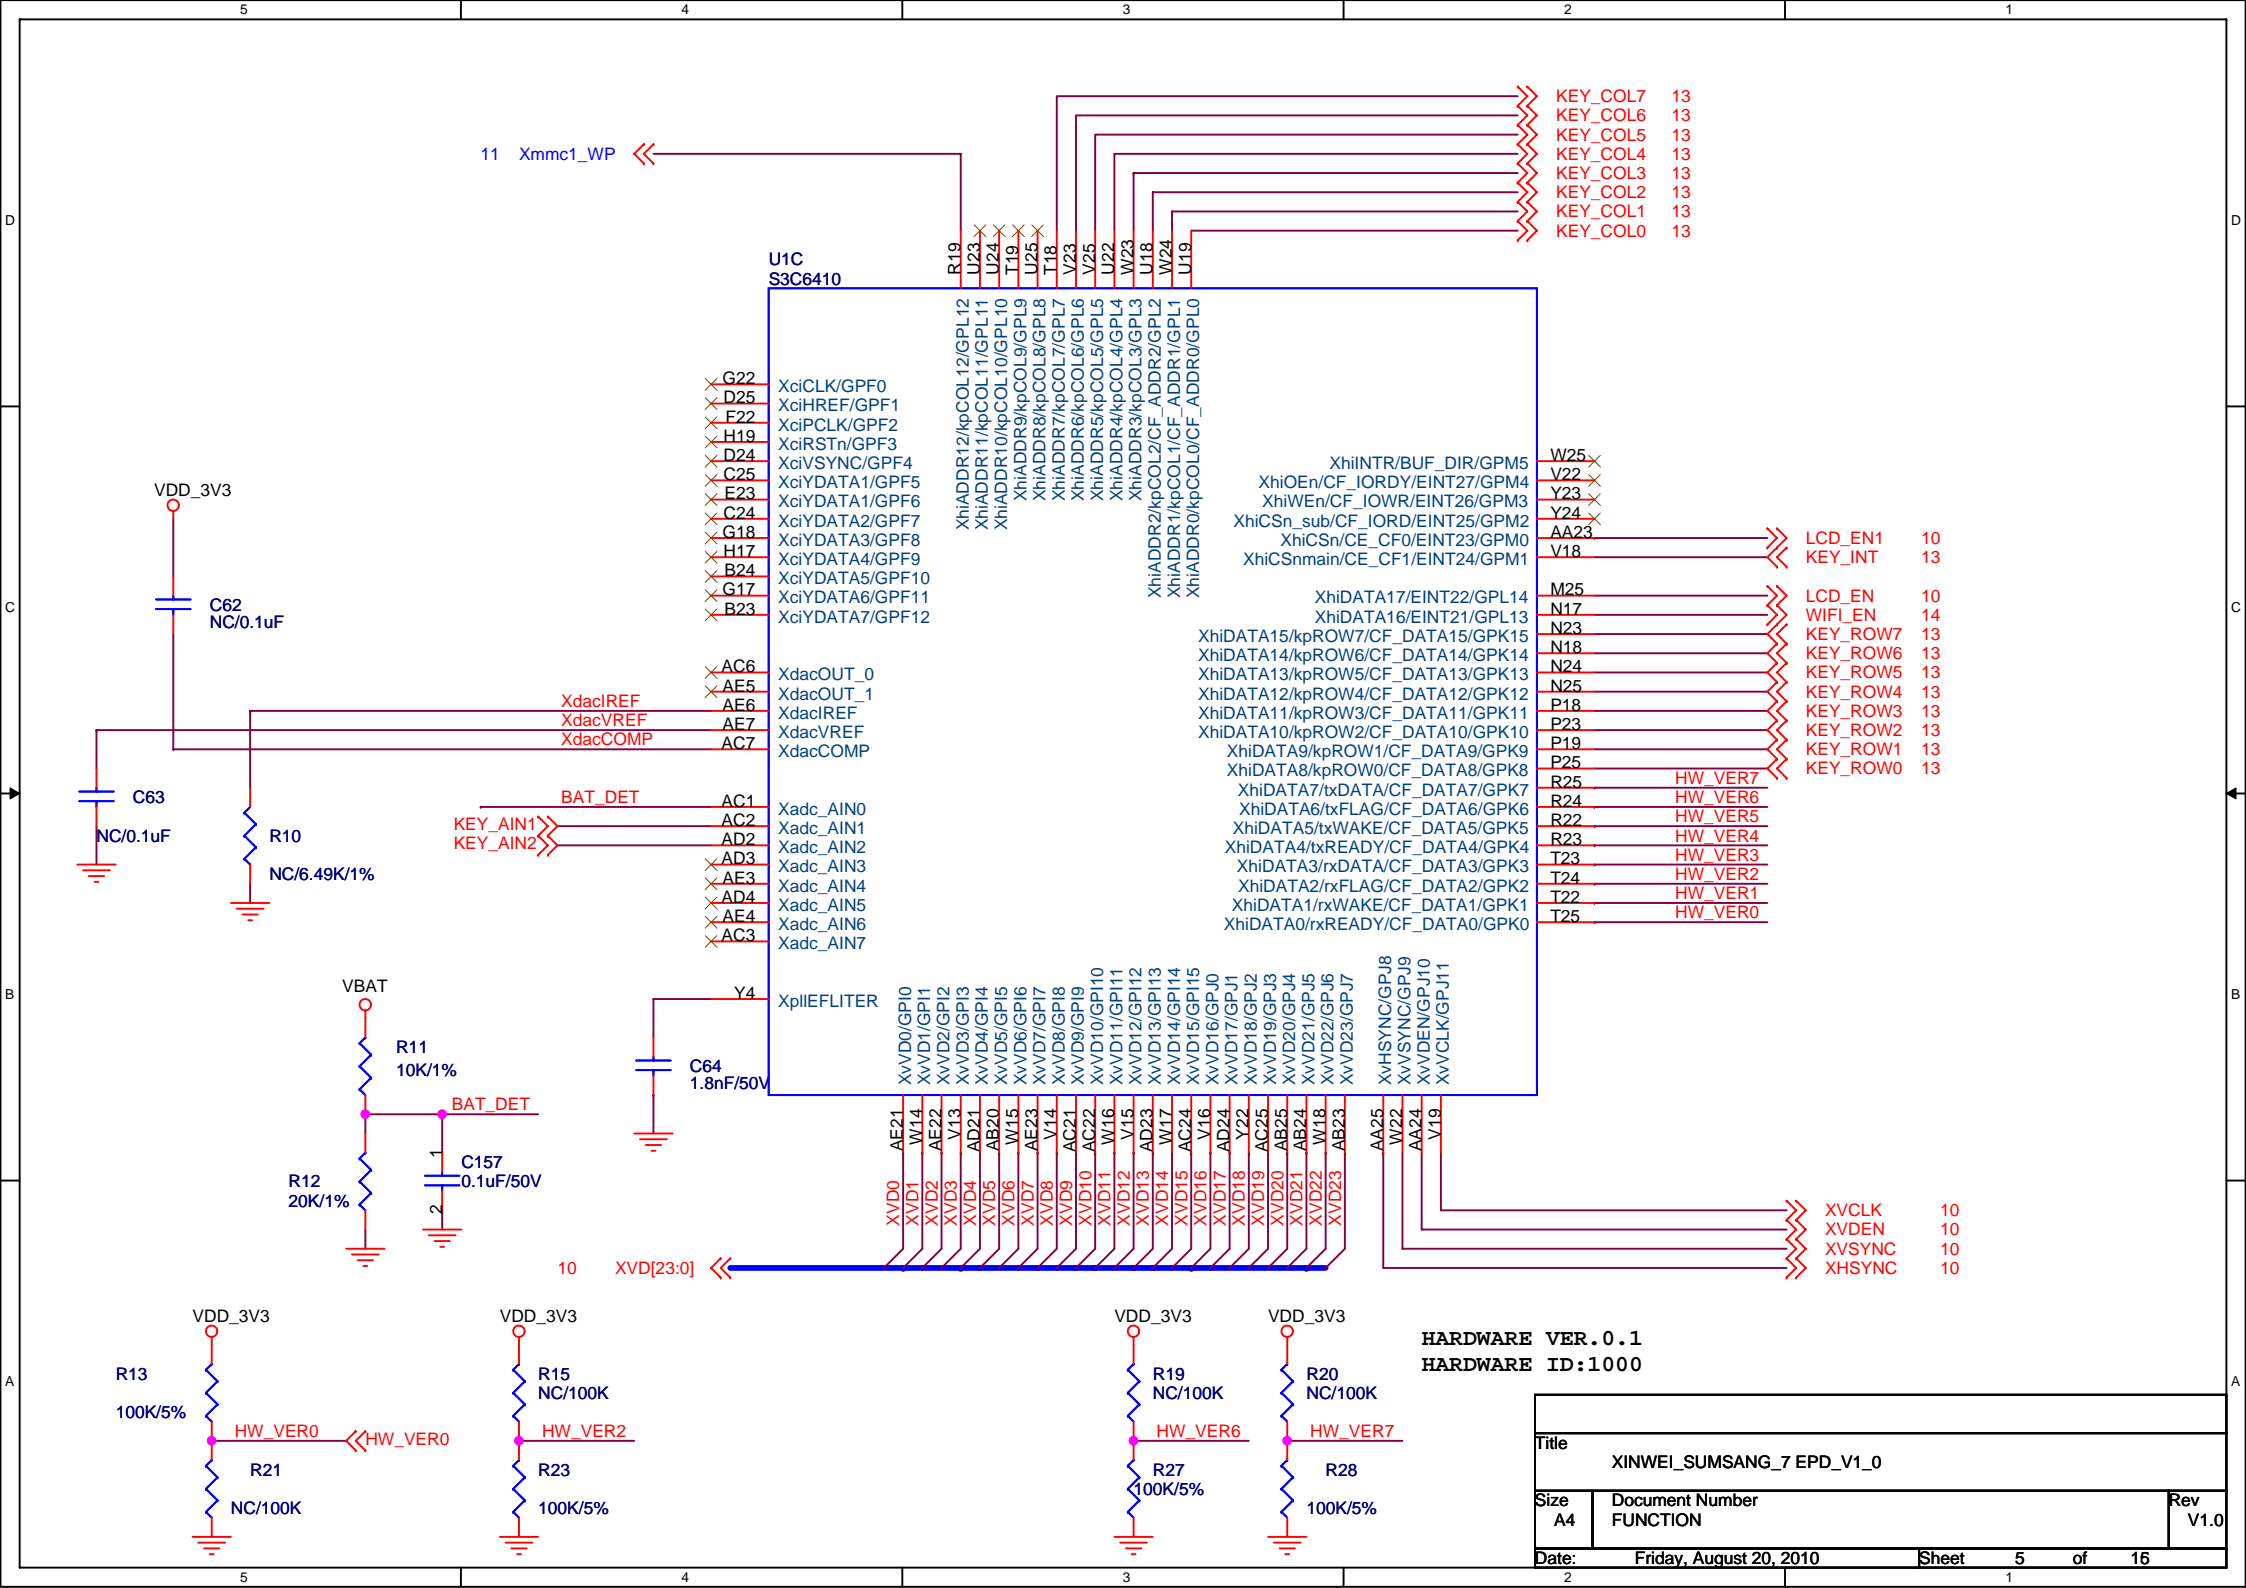 5 4 3 2 1
D
C
B
A
11 Xmmc1_WP
KEY_COL7 13
KEY_COL6 13
KEY_COL5 13
KEY_COL4 13
KEY_COL3 13
KEY_COL2 13
KEY_COL1 13
KEY_COL0 13
U1C
S3C6410
R19 XhiADDR12/kpCOL12/GPL12
U23 XhiADDR11/kpCOL11/GPL11
U24 XhiADDR10/kpCOL10/GPL10
T19 XhiADDR9/kpCOL9/GPL9
U25 XhiADDR8/kpCOL8/GPL8
T18 XhiADDR7/kpCOL7/GPL7
V23 XhiADDR6/kpCOL6/GPL6
V25 XhiADDR5/kpCOL5/GPL5
U22 XhiADDR4/kpCOL4/GPL4
W23 XhiADDR3/kpCOL3/GPL3
U18 XhiADDR2/kpCOL2/CF_ADDR2/GPL2
W24 XhiADDR1/kpCOL1/CF_ADDR1/GPL1
U19 XhiADDR0/kpCOL0/CF_ADDR0/GPL0
G22 XciCLK/GPF0
D25 XciHREF/GPF1
F22 XciPCLK/GPF2
H19 XciRSTn/GPF3
D24 XciVSYNC/GPF4
C25 XciYDATA1/GPF5
E23 XciYDATA1/GPF6
C24 XciYDATA2/GPF7
G18 XciYDATA3/GPF8
H17 XciYDATA4/GPF9
B24 XciYDATA5/GPF10
G17 XciYDATA6/GPF11
B23 XciYDATA7/GPF12
AC6 XdacOUT_0
AE5 XdacOUT_1
XdacIREF AE6 XdacIREF
XdacVREF AE7 XdacVREF
XdacCOMP AC7 XdacCOMP
BAT_DET AC1 Xadc_AIN0
KEY_AIN1 AC2 Xadc_AIN1
KEY_AIN2 AD2 Xadc_AIN2
AD3 Xadc_AIN3
AE3 Xadc_AIN4
AD4 Xadc_AIN5
AE4 Xadc_AIN6
AC3 Xadc_AIN7
Y4 XpllEFLITER
VDD_3V3
C62
NC/0.1uF
C63
NC/0.1uF
R10
NC/6.49K/1%
C64
1.8nF/50V
XhiINTR/BUF_DIR/GPM5 W25
XhiOEn/CF_IORDY/EINT27/GPM4 V22
XhiWEn/CF_IOWR/EINT26/GPM3 Y23
XhiCSn_sub/CF_IORD/EINT25/GPM2 Y24
XhiCSn/CE_CF0/EINT23/GPM0 AA23 LCD_EN1 10
XhiCSnmain/CE_CF1/EINT24/GPM1 V18 KEY_INT 13
XhiDATA17/EINT22/GPL14 M25 LCD_EN 10
XhiDATA16/EINT21/GPL13 N17 WIFI_EN 14
XhiDATA15/kpROW7/CF_DATA15/GPK15 N23 KEY_ROW7 13
XhiDATA14/kpROW6/CF_DATA14/GPK14 N18 KEY_ROW6 13
XhiDATA13/kpROW5/CF_DATA13/GPK13 N24 KEY_ROW5 13
XhiDATA12/kpROW4/CF_DATA12/GPK12 N25 KEY_ROW4 13
XhiDATA11/kpROW3/CF_DATA11/GPK11 P18 KEY_ROW3 13
XhiDATA10/kpROW2/CF_DATA10/GPK10 P23 KEY_ROW2 13
XhiDATA9/kpROW1/CF_DATA9/GPK9 P19 KEY_ROW1 13
XhiDATA8/kpROW0/CF_DATA8/GPK8 P25 KEY_ROW0 13
XhiDATA7/txDATA/CF_DATA7/GPK7 R25 HW_VER7
XhiDATA6/txFLAG/CF_DATA6/GPK6 R24 HW_VER6
XhiDATA5/txWAKE/CF_DATA5/GPK5 R22 HW_VER5
XhiDATA4/txREADY/CF_DATA4/GPK4 R23 HW_VER4
XhiDATA3/rxDATA/CF_DATA3/GPK3 T23 HW_VER3
XhiDATA2/rxFLAG/CF_DATA2/GPK2 T24 HW_VER2
XhiDATA1/rxWAKE/CF_DATA1/GPK1 T22 HW_VER1
XhiDATA0/rxREADY/CF_DATA0/GPK0 T25 HW_VER0
XvVD0/GPI0 AE21 XVD0
XvVD1/GPI1 W14 XVD1
XvVD2/GPI2 AE22 XVD2
XvVD3/GPI3 V13 XVD3
XvVD4/GPI4 AD21 XVD4
XvVD5/GPI5 AB20 XVD5
XvVD6/GPI6 W15 XVD6
XvVD7/GPI7 AE23 XVD7
XvVD8/GPI8 V14 XVD8
XvVD9/GPI9 AC21 XVD9
XvVD10/GPI10 AC22 XVD10
XvVD11/GPI11 W16 XVD11
XvVD12/GPI12 V15 XVD12
XvVD13/GPI13 AD23 XVD13
XvVD14/GPI14 W17 XVD14
XvVD15/GPI15 AC24 XVD15
XvVD16/GPJ0 V16 XVD16
XvVD17/GPJ1 AD24 XVD17
XvVD18/GPJ2 Y22 XVD18
XvVD19/GPJ3 AC25 XVD19
XvVD20/GPJ4 AB25 XVD20
XvVD21/GPJ5 AB24 XVD21
XvVD22/GPJ6 W18 XVD22
XvVD23/GPJ7 AB23 XVD23
XvHSYNC/GPJ8 AA25
XvVSYNC/GPJ9 W22
XvVDEN/GPJ10 AA24
XvVCLK/GPJ11 V19
XVCLK 10
XVDEN 10
XVSYNC 10
XHSYNC 10
10 XVD[23:0]
VBAT
R11
10K/1%
BAT_DET
R12
20K/1%
1
C157
0.1uF/50V
2
VDD_3V3
R13
100K/5%
HW_VER0
HW_VER0
R21
NC/100K
VDD_3V3
R15
NC/100K
HW_VER2
R23
100K/5%
VDD_3V3
R19
NC/100K
HW_VER6
R27
100K/5%
VDD_3V3
R20
NC/100K
HW_VER7
R28
100K/5%
HARDWARE VER.0.1
HARDWARE ID:1000
Title
XINWEI_SUMSANG_7 EPD_V1_0
Size Document Number Rev
A4 FUNCTION V1.0
Date: Friday, August 20, 2010 Sheet 5 of 16
D
C
B
A
5 4 3 2 1